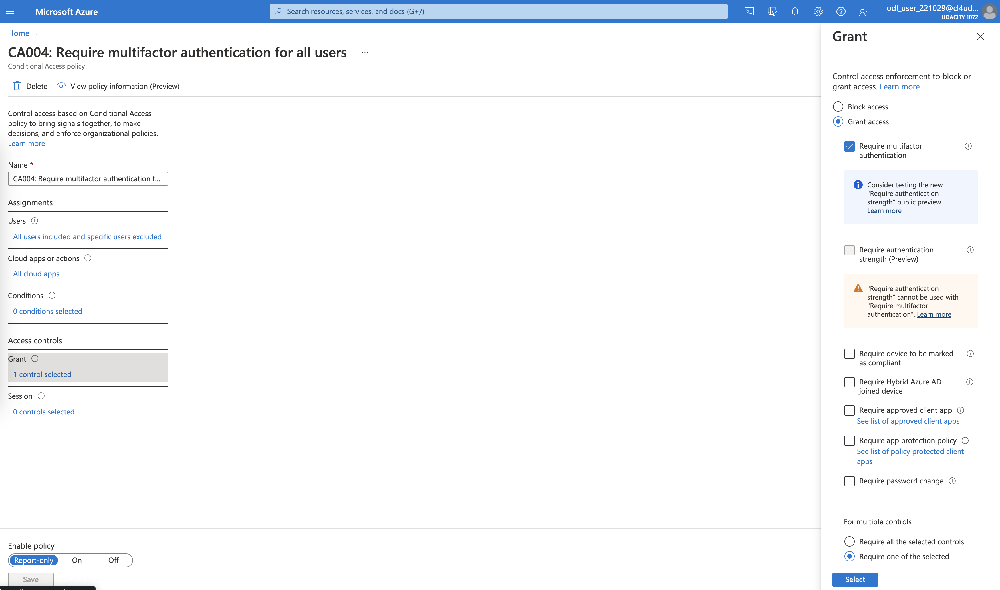 Microsoft Azure
Search resources, services, and docs (G+/)
odl_user_221029@cl4ud...
UDACITY 1072
Home
CA004: Require multifactor authentication for all users ...
Conditional Access policy
Delete
View policy information (Preview)
Control access based on Conditional Access
policy to bring signals together, to make
decisions, and enforce organizational policies.
Learn more
Name *
CA004: Require multifactor authentication f...
Assignments
Users
All users included and specific users excluded
Cloud apps or actions
All cloud apps
Conditions
0 conditions selected
Access controls
Grant
1 control selected
Session
0 controls selected
Enable policy
Report-only On Off
Save
Grant
Control access enforcement to block or
grant access. Learn more
Block access
Grant access
Require multifactor
authentication
Consider testing the new
"Require authentication
strength" public preview.
Learn more
Require authentication
strength (Preview)
"Require authentication
strength" cannot be used with
"Require multifactor
authentication". Learn more
Require device to be marked
as compliant
Require Hybrid Azure AD
joined device
Require approved client app
See list of approved client apps
Require app protection policy
See list of policy protected client
apps
Require password change
For multiple controls
Require all the selected controls
Require one of the selected
Select